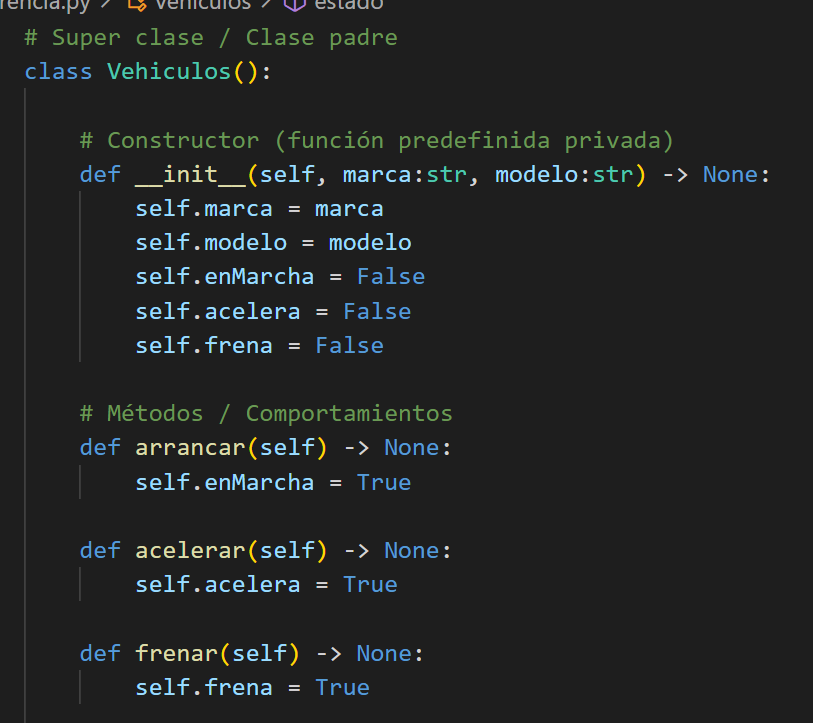 rencia.py > Vehiculos > estado
# Super clase / Clase padre
class Vehiculos():
# Constructor (función predefinida privada)
def __init__(self, marca:str, modelo:str) -> None:
self.marca = marca
self.modelo = modelo
self.enMarcha = False
self.acelera = False
self.frena = False
# Métodos / Comportamientos
def arrancar(self) -> None:
self.enMarcha = True
def acelerar(self) -> None:
self.acelera = True
def frenar(self) -> None:
self.frena = True